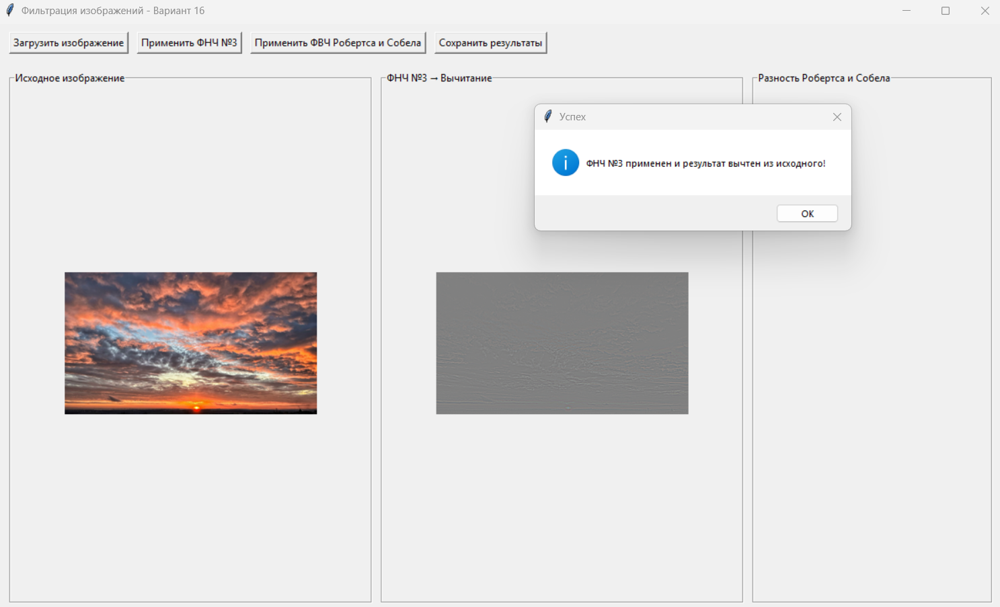 Фильтрация изображений - Вариант 16
Загрузить изображение
Применить ФНЧ №3
Применить ФВЧ Робертса и Собела
Сохранить результаты
Исходное изображение
ФНЧ №3 → Вычитание
Разность Робертса и Собела
Успех
ФНЧ №3 применен и результат вычтен из исходного!
ОК